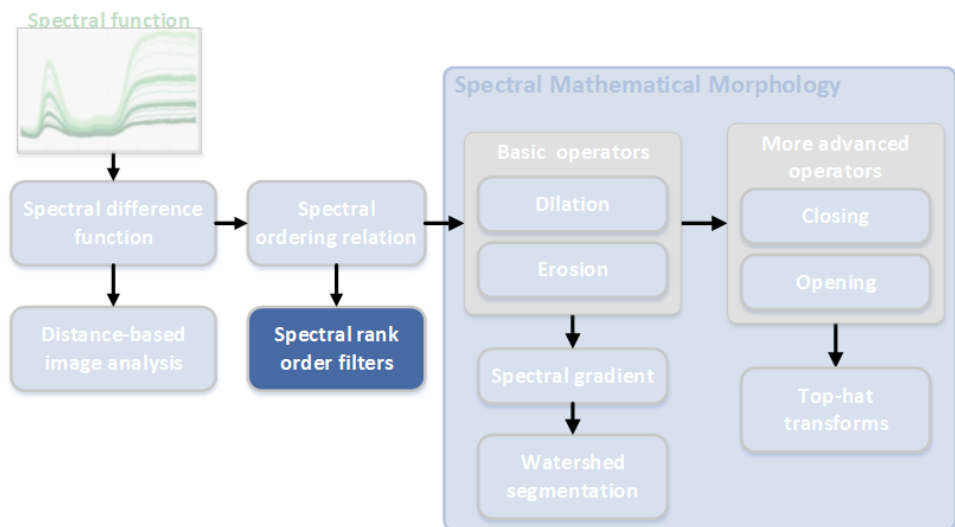 Spectral function
Spectral Mathematical Morphology
Basic operators
More advanced
operators
Spectral difference
function
Spectral
ordering relation
Dilation
Closing
Erosion
Opening
Distance-based
image analysis
Spectral rank
order filters
Spectral gradient
Top-hat
transforms
Watershed
segmentation